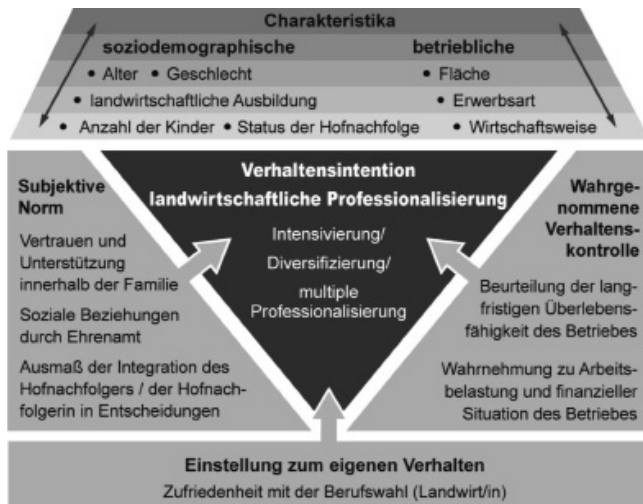 Charakteristika
soziodemographische betriebliche
• Alter • Geschlecht • Fläche
• landwirtschaftliche Ausbildung • Erwerbsart
• Anzahl der Kinder • Status der Hofnachfolge • Wirtschaftsweise
Verhaltensintention
landwirtschaftliche Professionalisierung
Intensivierung/
Diversifizierung/
multiple
Professionalisierung
Subjektive
Norm
Vertrauen und
Unterstützung
innerhalb der Familie
Soziale Beziehungen
durch Ehrenamt
Ausmaß der Integration des
Hofnachfolgers / der Hofnach-
folgerin in Entscheidungen
Wahrge-
nommene
Verhaltens-
kontrolle
Beurteilung der lang-
fristigen Überlebens-
fähigkeit des Betriebes
Wahrnehmung zu Arbeits-
belastung und finanzieller
Situation des Betriebes
Einstellung zum eigenen Verhalten
Zufriedenheit mit der Berufswahl (Landwirt/in)